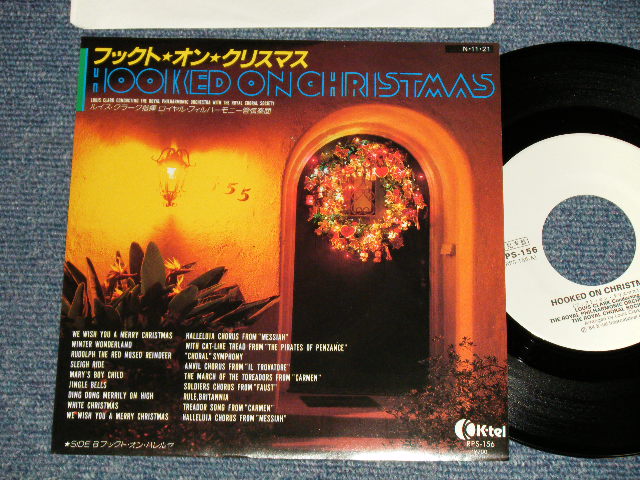 フックト★オン★クリスマス
N・11・21
HOOKED ON CHRISTMAS
LOUIS CLARK CONDUCTING THE ROYAL PHILHARMONIC ORCHESTRA WITH THE ROYAL CHORAL SOCIETY
ルイス・クラーク指揮 ロイヤル・フィルハーモニー管弦楽団
155
WE WISH YOU A MERRY CHRISTMAS
WINTER WONDERLAND
RUDOLPH THE RED NOSED REINDEER
SLEIGH RIDE
MARY'S BOY CHILD
JINGLE BELLS
DING DONG MERRILY ON HIGH
WHITE CHRISTMAS
WE WISH YOU A MERRY CHRISTMAS
HALLELUIA CHORUS FROM "MESSIAH"
WITH CAT-LIKE TREAD FROM "THE PIRATES OF PENZANCE"
"CHORAL" SYMPHONY
ANVIL CHORUS FROM "IL TROVATORE"
THE MARCH OF THE TOREADORS FROM "CARMEN"
SOLDIERS CHORUS FROM "FAUST"
RULE, BRITANNIA
TREADOR SONG FROM "CARMEN"
HALLELUIA CHORUS FROM "MESSIAH"
★SIDE B フックト・オン・ハレルヤ
K-tel
RPS-156
¥700
PS-156
HOOKED ON CHRISTM
LOUIS CLARK Conducting
THE ROYAL PHILHARMONIC ORCHES
THE ROYAL CHORAL SOCIE